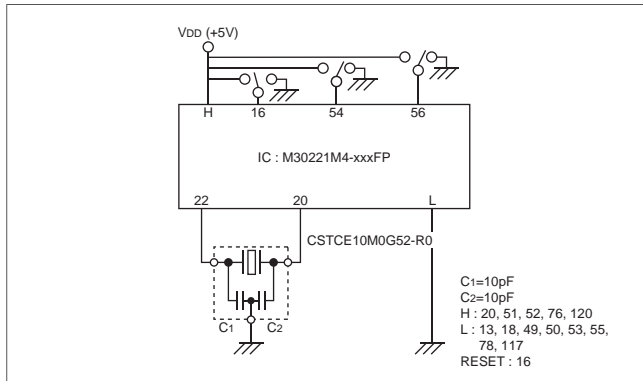 VDD (+5V)
H 16 54 56
IC : M30221M4-xxxFP
22 20 L
CSTCE10M0G52-R0
C1 C2
C1=10pF
C2=10pF
H : 20, 51, 52, 76, 120
L : 13, 18, 49, 50, 53, 55,
78, 117
RESET : 16